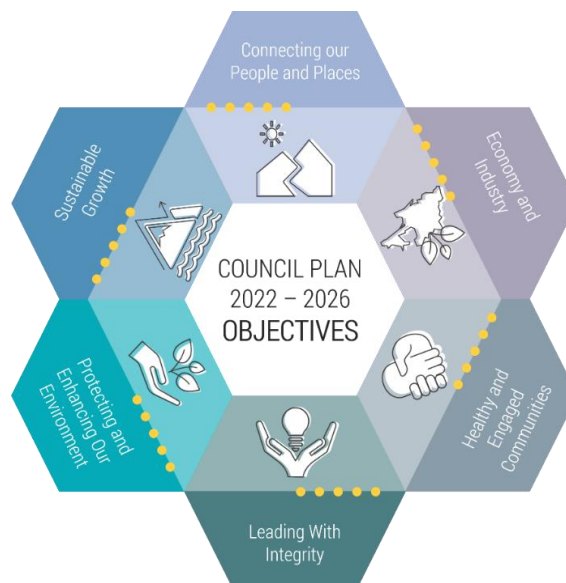 Connecting our
People and Places
Economy and
Industry
Healthy and
Engaged
Communities
Leading With
Integrity
Protecting and
Enhancing Our
Environment
Sustainable
Growth
COUNCIL PLAN
2022 – 2026
OBJECTIVES